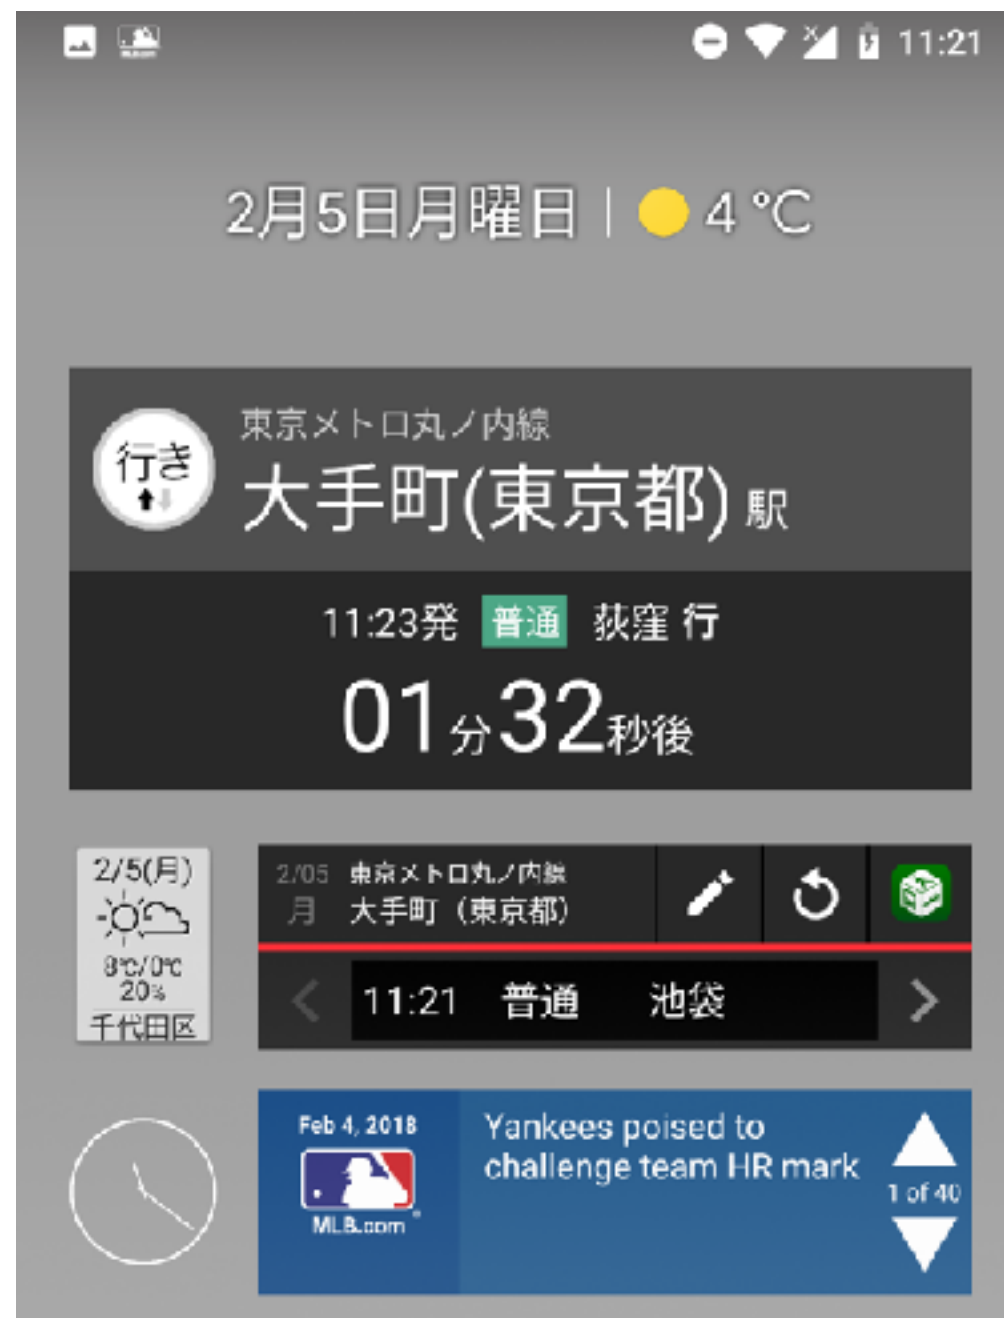 11:21
2月5日月曜日 | 4 °C
行き
東京メトロ丸ノ内線
大手町(東京都) 駅
11:23発 普通 荻窪 行
01分32秒後
2/5(月)
8℃/0℃
20%
千代田区
2/05 東京メトロ丸ノ内線
月 大手町 (東京都)
11:21 普通 池袋
Feb 4, 2018
MLB.com
Yankees poised to
challenge team HR mark
1 of 40